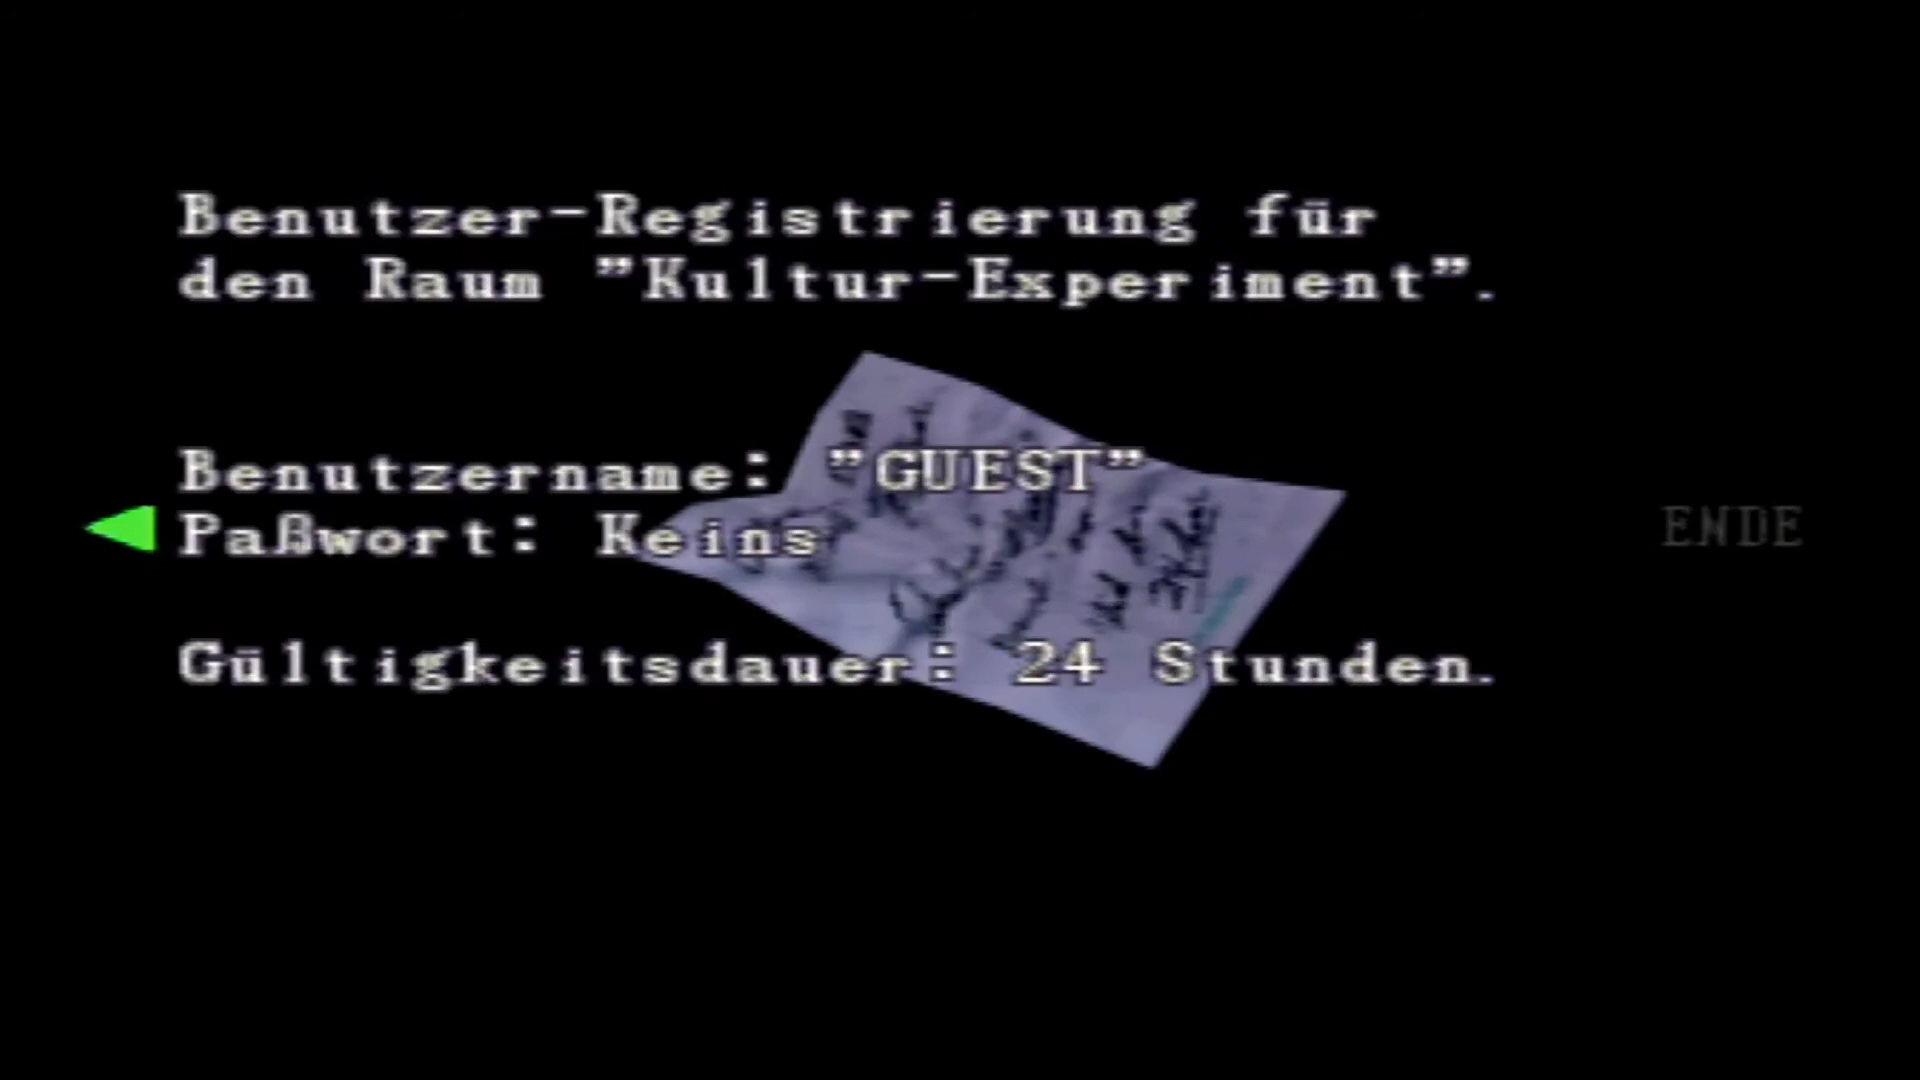 Benutzer-Registrierung für
den Raum "Kultur-Experiment".
Benutzername: "GUEST"
Paßwort: Keins
ENDE
Gültigkeitsdauer: 24 Stunden.